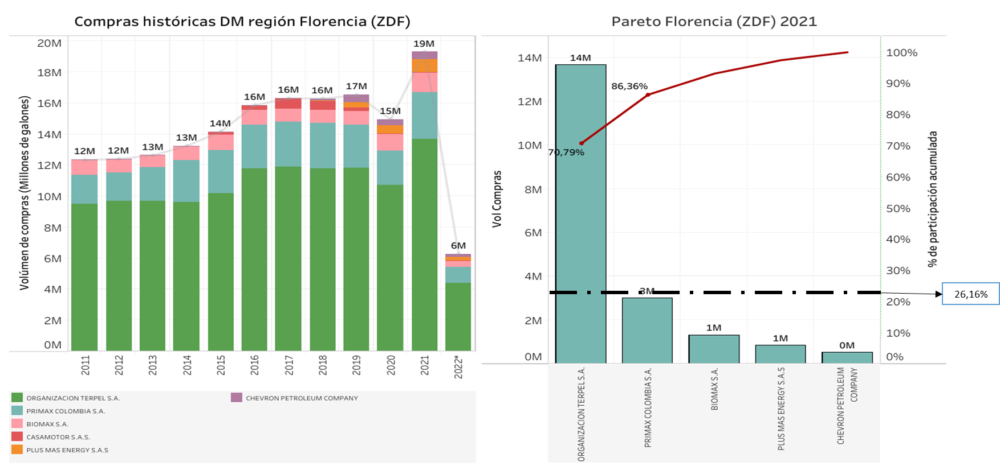 Compras históricas DM región Florencia (ZDF)
Volúmen de compras (Millones de galones)
20M
18M
16M
14M
12M
10M
8M
6M
4M
2M
0M
12M
12M
13M
13M
14M
16M
16M
16M
17M
15M
19M
6M
2011
2012
2013
2014
2015
2016
2017
2018
2019
2020
2021
2022*
ORGANIZACION TERPEL S.A.
PRIMAX COLOMBIA S.A.
BIOMAX S.A.
CASAMOTOR S.A.S.
PLUS MAS ENERGY S.A.S
CHEVRON PETROLEUM COMPANY
Pareto Florencia (ZDF) 2021
Vol Compras
14M
12M
10M
8M
6M
4M
2M
0M
14M
3M
1M
1M
0M
70,79%
86,36%
100%
90%
80%
70%
60%
50%
40%
30%
20%
10%
0%
% de participación acumulada
26,16%
ORGANIZACION TERPEL S.A.
PRIMAX COLOMBIA S.A.
BIOMAX S.A.
PLUS MAS ENERGY S.A.S
CHEVRON PETROLEUM
COMPANY